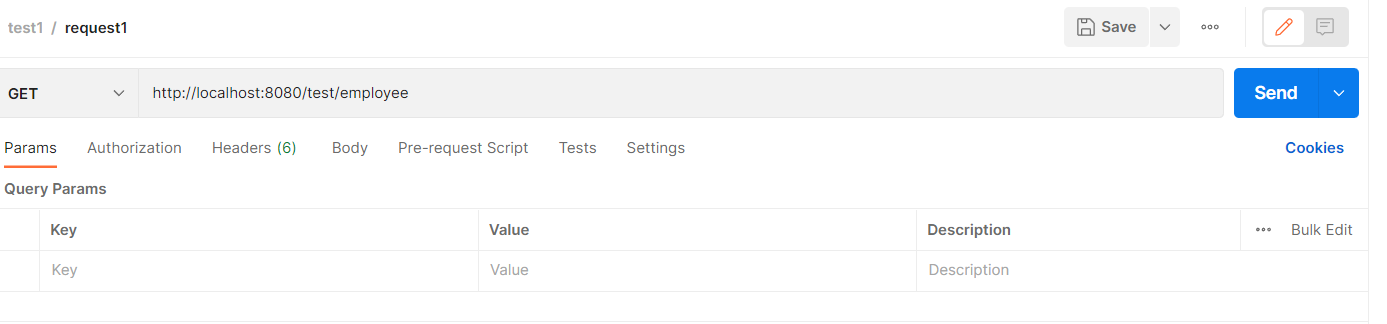 test1 / request1 Save
GET http://localhost:8080/test/employee Send
Params Authorization Headers (6) Body Pre-request Script Tests Settings Cookies
Query Params
Key Value Description Bulk Edit
Key Value Description